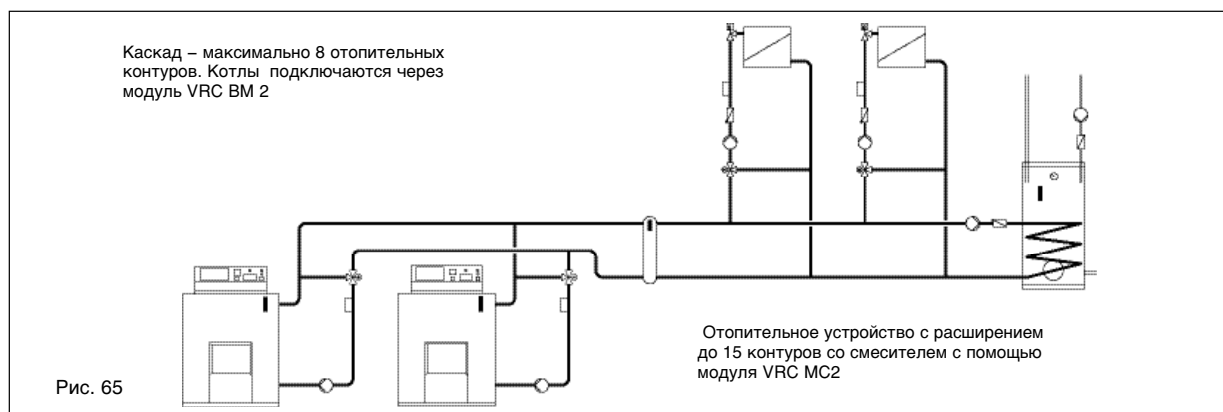 Каскад – максимально 8 отопительных
контуров. Котлы подключаются через
модуль VRC BM 2
Отопительное устройство с расширением
до 15 контуров со смесителем с помощью
модуля VRC MC2
Рис. 65